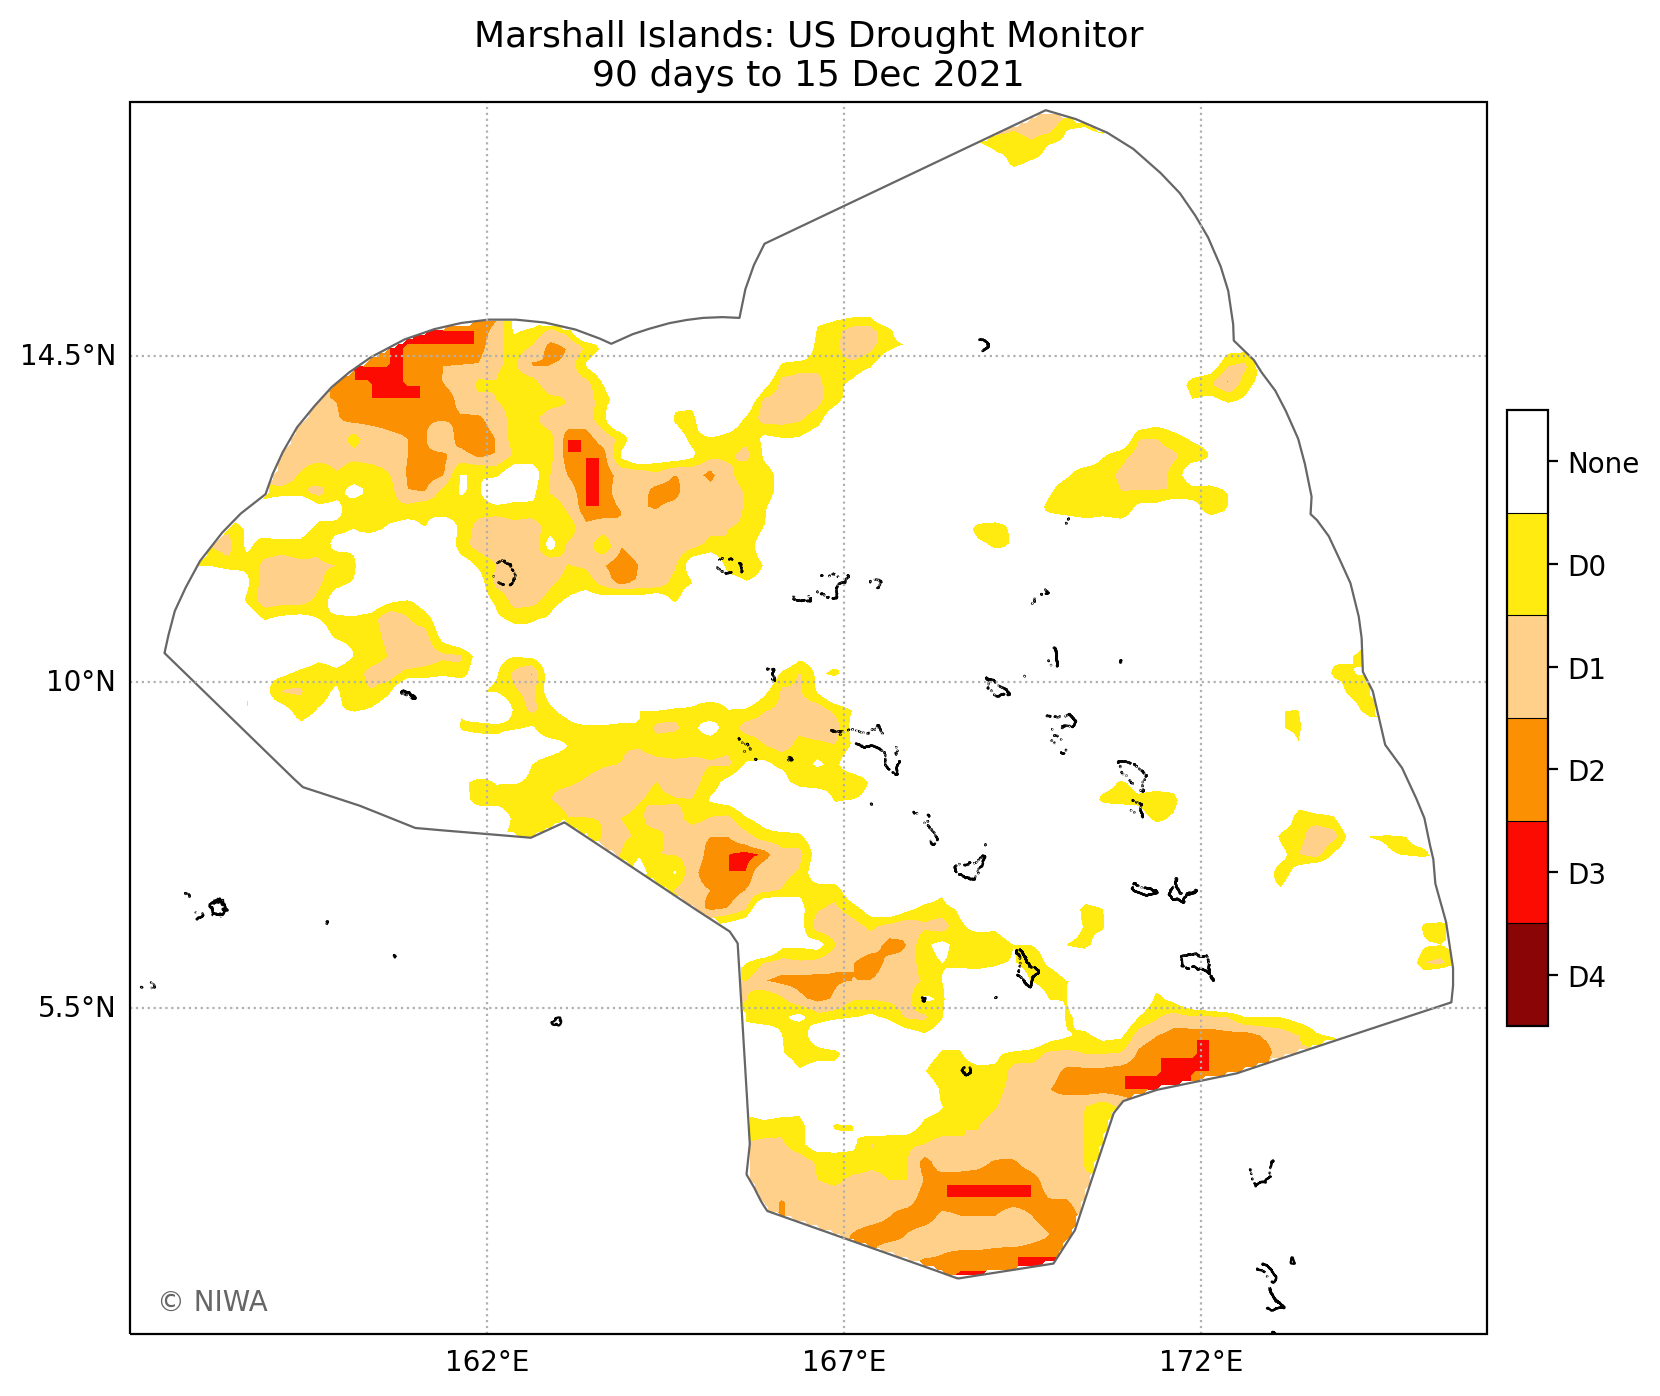 Marshall Islands: US Drought Monitor
90 days to 15 Dec 2021
14.5°N
10°N
5.5°N
162°E
167°E
172°E
None
D0
D1
D2
D3
D4
© NIWA